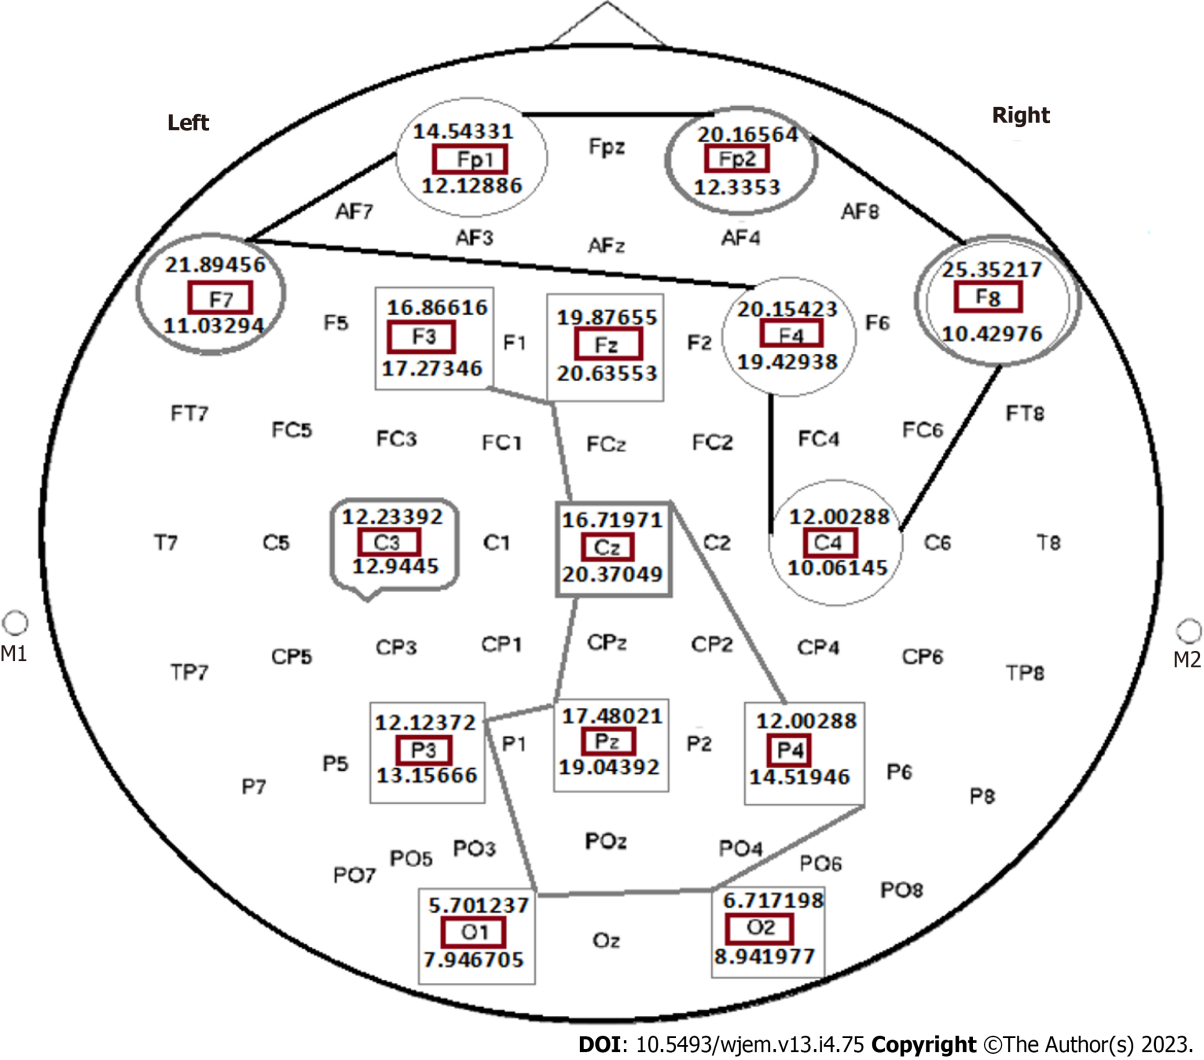 Left
Right
14.54331
Fp1
12.12886
Fpz
20.16564
Fp2
12.3353
AF7
AF3
AFz
AF4
AF8
21.89456
F7
11.03294
F5
16.86616
F3
17.27346
F1
19.87655
Fz
20.63553
F2
20.15423
F4
19.42938
F6
25.35217
F8
10.42976
FT7
FC5
FC3
FC1
FCz
FC2
FC4
FC6
FT8
T7
C5
12.23392
C3
12.9445
C1
16.71971
Cz
20.37049
C2
12.00288
C4
10.06145
C6
T8
M1
M2
TP7
CP5
CP3
CP1
CPz
CP2
CP4
CP6
TP8
P7
P5
12.12372
P3
13.15666
P1
17.48021
Pz
19.04392
P2
12.00288
P4
14.51946
P6
P8
PO7
PO5
PO3
POz
PO4
PO6
PO8
5.701237
O1
7.946705
Oz
6.717198
O2
8.941977
DOI: 10.5493/wjem.v13.i4.75 Copyright ©The Author(s) 2023.